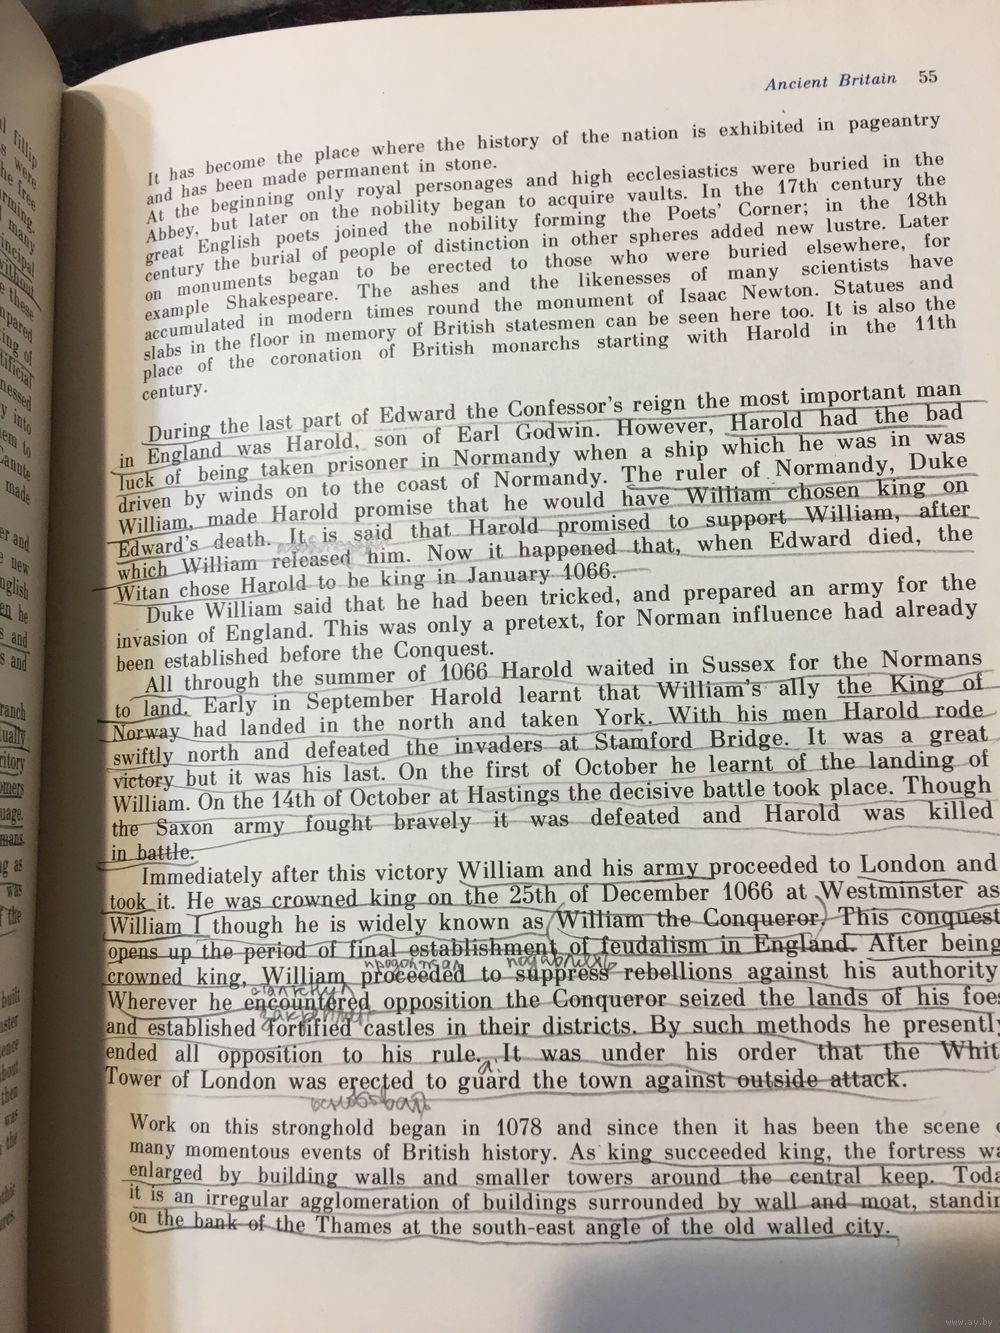 Ancient Britain 55
It has become the place where the history of the nation is exhibited in pageantry
and has been made permanent in stone.
At the beginning only royal personages and high ecclesiastics were buried in the
Abbey, but later on the nobility began to acquire vaults. In the 17th century the
great English poets joined the nobility forming the Poets' Corner; in the 18th
century the burial of people of distinction in other spheres added new lustre. Later
on monuments began to be erected to those who were buried elsewhere, for
example Shakespeare. The ashes and the likenesses of many scientists have
accumulated in modern times round the monument of Isaac Newton. Statues and
slabs in the floor in memory of British statesmen can be seen here too. It is also the
place of the coronation of British monarchs starting with Harold in the 11th
century.
During the last part of Edward the Confessor's reign the most important man
in England was Harold, son of Earl Godwin. However, Harold had the bad
luck of being taken prisoner in Normandy when a ship which he was in was
driven by winds on to the coast of Normandy. The ruler of Normandy, Duke
William, made Harold promise that he would have William chosen king on
Edward's death. It is said that Harold promised to support William, after
which William released him. Now it happened that, when Edward died, the
Witan chose Harold to be king in January 1066.
Duke William said that he had been tricked, and prepared an army for the
invasion of England. This was only a pretext, for Norman influence had already
been established before the Conquest.
All through the summer of 1066 Harold waited in Sussex for the Normans
to land. Early in September Harold learnt that William's ally the King of
Norway had landed in the north and taken York. With his men Harold rode
swiftly north and defeated the invaders at Stamford Bridge. It was a great
victory but it was his last. On the first of October he learnt of the landing of
William. On the 14th of October at Hastings the decisive battle took place. Though
the Saxon army fought bravely it was defeated and Harold was killed
in battle.
Immediately after this victory William and his army proceeded to London and
took it. He was crowned king on the 25th of December 1066 at Westminster as
William I though he is widely known as William the Conqueror. This conquest
opens up the period of final establishment of feudalism in England. After being
crowned king, William proceeded to suppress rebellions against his authority
Wherever he encountered opposition the Conqueror seized the lands of his foes
and established fortified castles in their districts. By such methods he presently
ended all opposition to his rule. It was under his order that the Whit
Tower of London was erected to guard the town against outside attack.
Work on this stronghold began in 1078 and since then it has been the scene
many momentous events of British history. As king succeeded king, the fortress wa
enlarged by building walls and smaller towers around the central keep. Toda
it is an irregular agglomeration of buildings surrounded by wall and moat, standin
on the bank of the Thames at the south-east angle of the old walled city.
www.ay.by